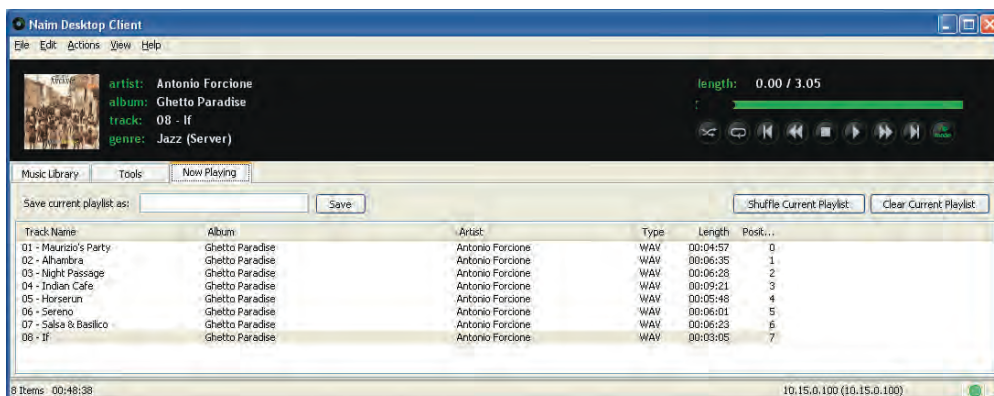 Naim Desktop Client
File Edit Actions View Help
artist: Antonio Forcione
album: Ghetto Paradise
track: 08 - If
genre: Jazz (Server)
length: 0.00 / 3.05
Music Library Tools Now Playing
Save current playlist as: Save Shuffle Current Playlist Clear Current Playlist
Track Name Album Artist Type Length Posit...
01 - Maurizio's Party Ghetto Paradise Antonio Forcione WAV 00:04:57 0
02 - Alhambra Ghetto Paradise Antonio Forcione WAV 00:06:35 1
03 - Night Passage Ghetto Paradise Antonio Forcione WAV 00:06:28 2
04 - Indian Cafe Ghetto Paradise Antonio Forcione WAV 00:09:21 3
05 - Horserun Ghetto Paradise Antonio Forcione WAV 00:05:48 4
06 - Sereno Ghetto Paradise Antonio Forcione WAV 00:06:01 5
07 - Salsa & Basilico Ghetto Paradise Antonio Forcione WAV 00:06:23 6
08 - If Ghetto Paradise Antonio Forcione WAV 00:03:05 7
8 Items 00:48:38 10.15.0.100 (10.15.0.100)